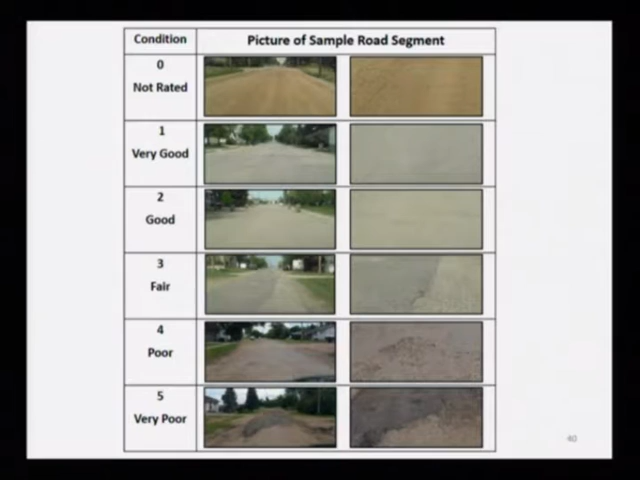 Condition
Picture of Sample Road Segment
0
Not Rated
1
Very Good
2
Good
3
Fair
4
Poor
5
Very Poor
40